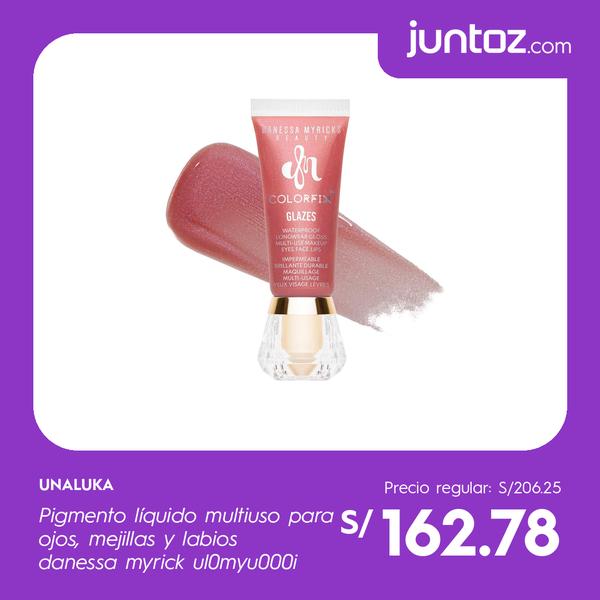 juntoz.com
DANESSA MYRICKS
BEAUTY
COLORFIX
GLAZES
WATERPROOF
LONGWEAR GLOSS
MULTI-USE MAKEUP
EYES FACE LIPS
IMPERMÉABLE
BRILLANTE DURABLE
MAQUILLAGE
MULTI-USAGE
YEUX VISAGE LÈVRES
UNALUKA
Precio regular: S/206.25
Pigmento líquido multiuso para
ojos, mejillas y labios
danessa myrick ul0myu000i
S/162.78